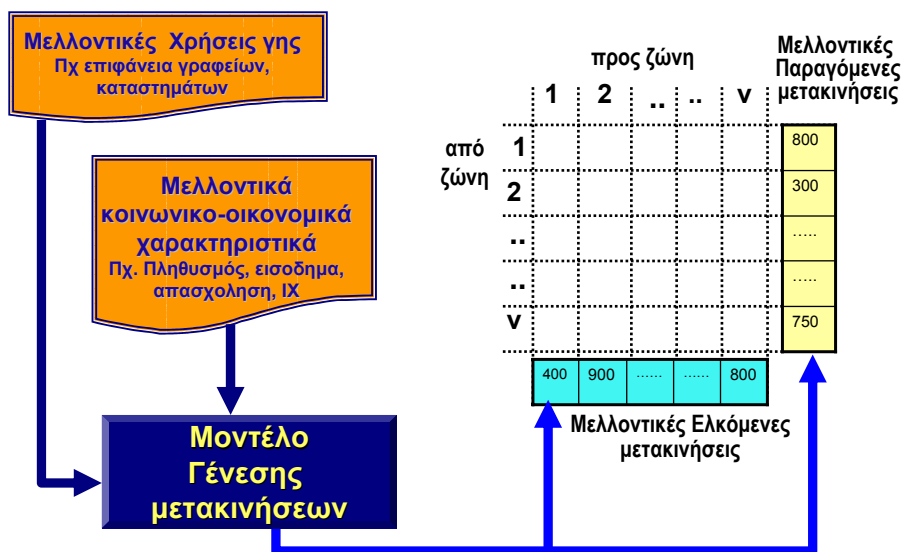 Μελλοντικές Χρήσεις γης
Πχ επιφάνεια γραφείων,
καταστημάτων
Μελλοντικά
κοινωνικο-οικονομικά
χαρακτηριστικά
Πχ. Πληθυσμός, εισοδημα,
απασχοληση, ΙΧ
Μοντέλο
Γένεσης
μετακινήσεων
προς ζώνη
1 2 .. .. ν
από
ζώνη
1
2
..
..
ν
Μελλοντικές
Παραγόμενες
μετακινήσεις
800
300
.....
.....
750
400 900 ...... ...... 800
Μελλοντικές Ελκόμενες
μετακινήσεις